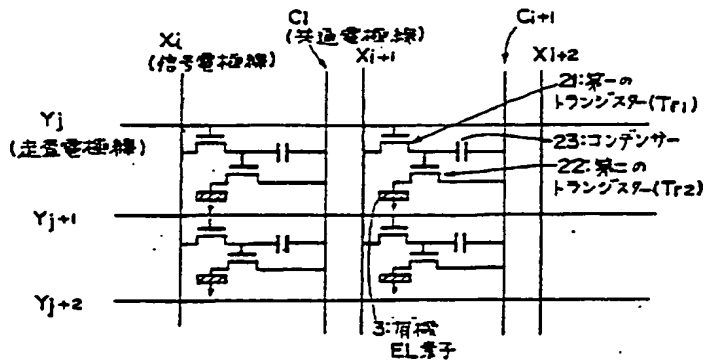 Xi
(信号電極線)
Ci
(共通電極線)
Xi+1
Ci+1
Xi+2
21:第一の
トランジスター(Tr1)
23:コンデンサー
22:第二の
トランジスター(Tr2)
Yj
(走査電極線)
Yj+1
Yj+2
3:有機
EL素子